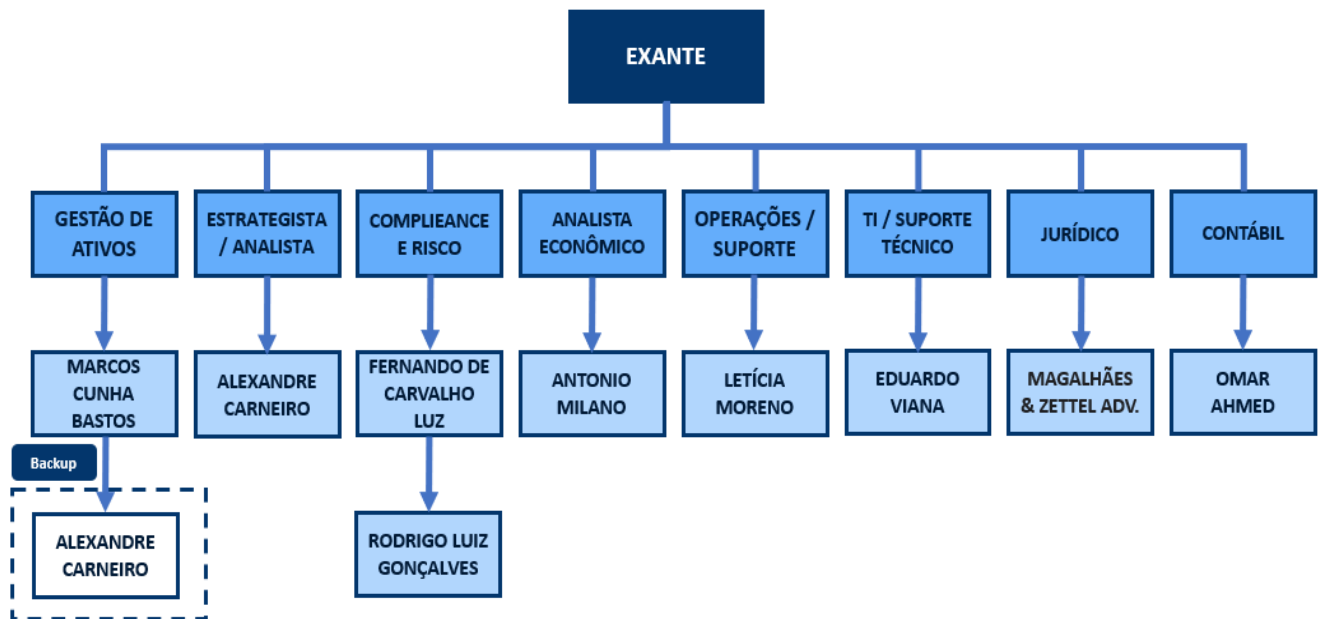 EXANTE
GESTÃO DE
ATIVOS
ESTRATEGISTA
/ ANALISTA
COMPLIEANCE
E RISCO
ANALISTA
ECONÔMICO
OPERAÇÕES /
SUPORTE
TI / SUPORTE
TÉCNICO
JURÍDICO
CONTÁBIL
MARCOS
CUNHA
BASTOS
ALEXANDRE
CARNEIRO
FERNANDO DE
CARVALHO
LUZ
ANTONIO
MILANO
LETÍCIA
MORENO
EDUARDO
VIANA
MAGALHÃES
& ZETTEL ADV.
OMAR
AHMED
Backup
ALEXANDRE
CARNEIRO
RODRIGO LUIZ
GONÇALVES